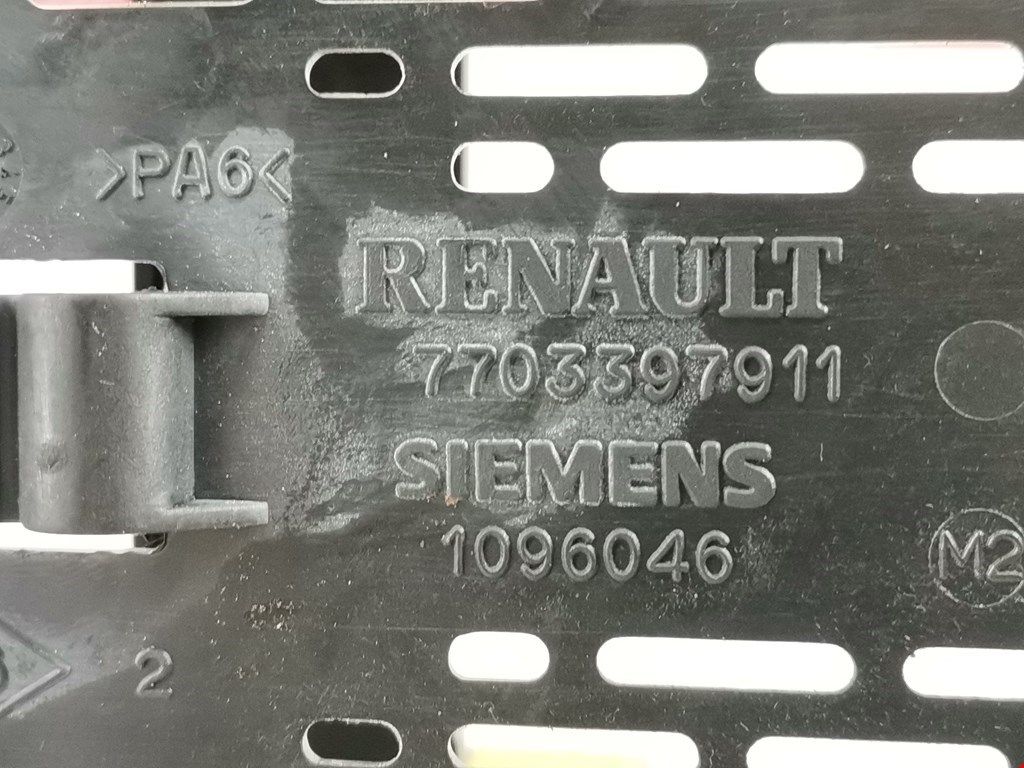 >PA6<
RENAULT
7703397911
SIEMENS
1096046
M2
2